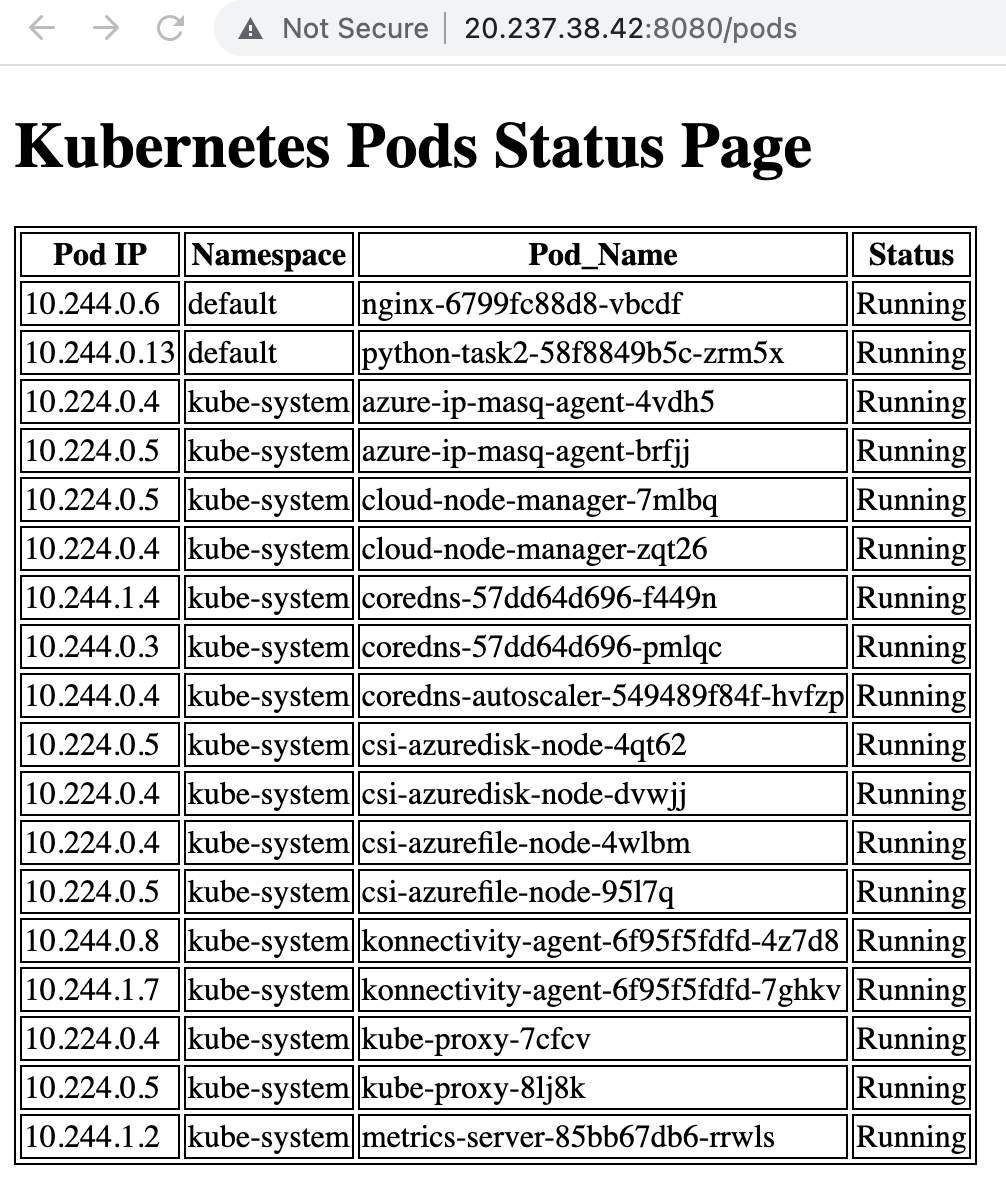 Not Secure | 20.237.38.42:8080/pods
Kubernetes Pods Status Page
Pod IP Namespace Pod_Name Status
10.244.0.6 default nginx-6799fc88d8-vbcdf Running
10.244.0.13 default python-task2-58f8849b5c-zrm5x Running
10.224.0.4 kube-system azure-ip-masq-agent-4vdh5 Running
10.224.0.5 kube-system azure-ip-masq-agent-brfjj Running
10.224.0.5 kube-system cloud-node-manager-7mlbq Running
10.224.0.4 kube-system cloud-node-manager-zqt26 Running
10.244.1.4 kube-system coredns-57dd64d696-f449n Running
10.244.0.3 kube-system coredns-57dd64d696-pmlqc Running
10.244.0.4 kube-system coredns-autoscaler-549489f84f-hvfzp Running
10.224.0.5 kube-system csi-azuredisk-node-4qt62 Running
10.224.0.4 kube-system csi-azuredisk-node-dvwjj Running
10.224.0.4 kube-system csi-azurefile-node-4wlbm Running
10.224.0.5 kube-system csi-azurefile-node-95l7q Running
10.244.0.8 kube-system konnectivity-agent-6f95f5fdfd-4z7d8 Running
10.244.1.7 kube-system konnectivity-agent-6f95f5fdfd-7ghkv Running
10.224.0.4 kube-system kube-proxy-7cfcv Running
10.224.0.5 kube-system kube-proxy-8lj8k Running
10.244.1.2 kube-system metrics-server-85bb67db6-rrwls Running